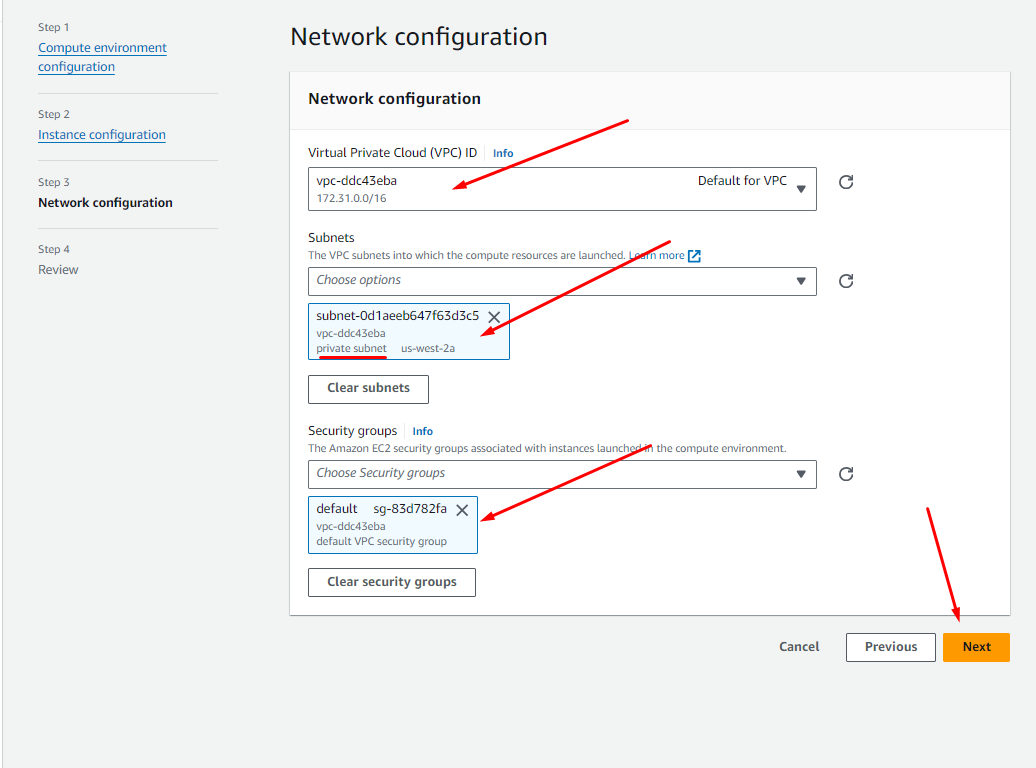 Step 1
Compute environment
configuration
Step 2
Instance configuration
Step 3
Network configuration
Step 4
Review
Network configuration
Network configuration
Virtual Private Cloud (VPC) ID Info
vpc-ddc43eba Default for VPC
172.31.0.0/16
Subnets
The VPC subnets into which the compute resources are launched. Learn more
Choose options
subnet-0d1aeeb647f63d3c5
vpc-ddc43eba
private subnet us-west-2a
Clear subnets
Security groups Info
The Amazon EC2 security groups associated with instances launched in the compute environment.
Choose Security groups
default sg-83d782fa
vpc-ddc43eba
default VPC security group
Clear security groups
Cancel Previous Next